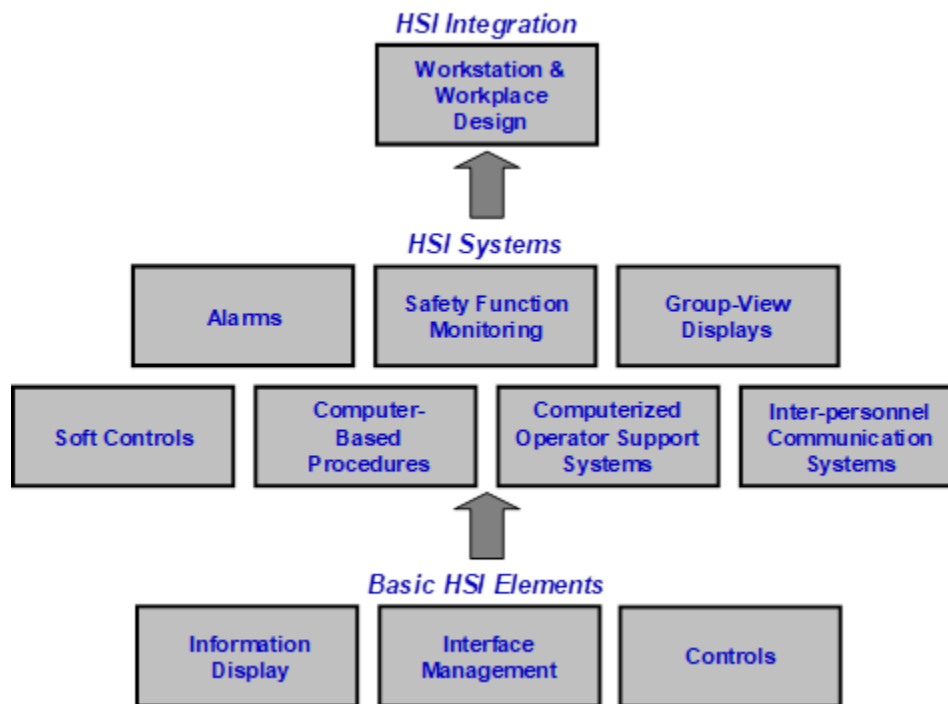 HSI Integration
Workstation &
Workplace
Design
HSI Systems
Alarms
Safety Function
Monitoring
Group-View
Displays
Soft Controls
Computer-
Based
Procedures
Computerized
Operator Support
Systems
Inter-personnel
Communication
Systems
Basic HSI Elements
Information
Display
Interface
Management
Controls